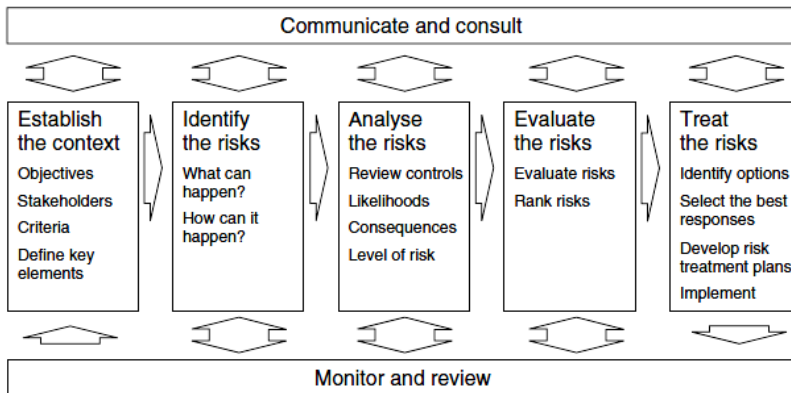 Communicate and consult
Establish
the context
Objectives
Stakeholders
Criteria
Define key
elements
Identify
the risks
What can
happen?
How can it
happen?
Analyse
the risks
Review controls
Likelihoods
Consequences
Level of risk
Evaluate
the risks
Evaluate risks
Rank risks
Treat
the risks
Identify options
Select the best
responses
Develop risk
treatment plans
Implement
Monitor and review